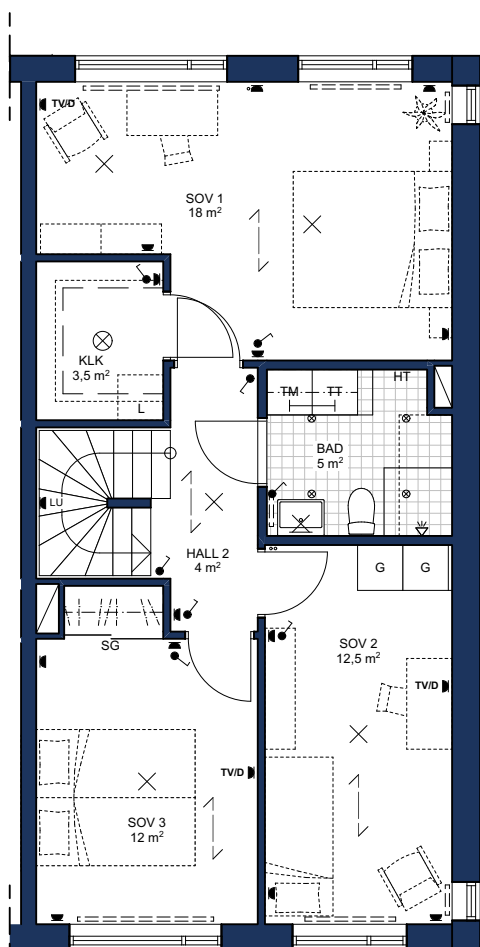 TV/D
SOV 1
18 m²
KLK
3,5 m²
L
TM
TT
HT
BAD
5 m²
LU
HALL 2
4 m²
G
G
SG
SOV 2
12,5 m²
TV/D
TV/D
SOV 3
12 m²